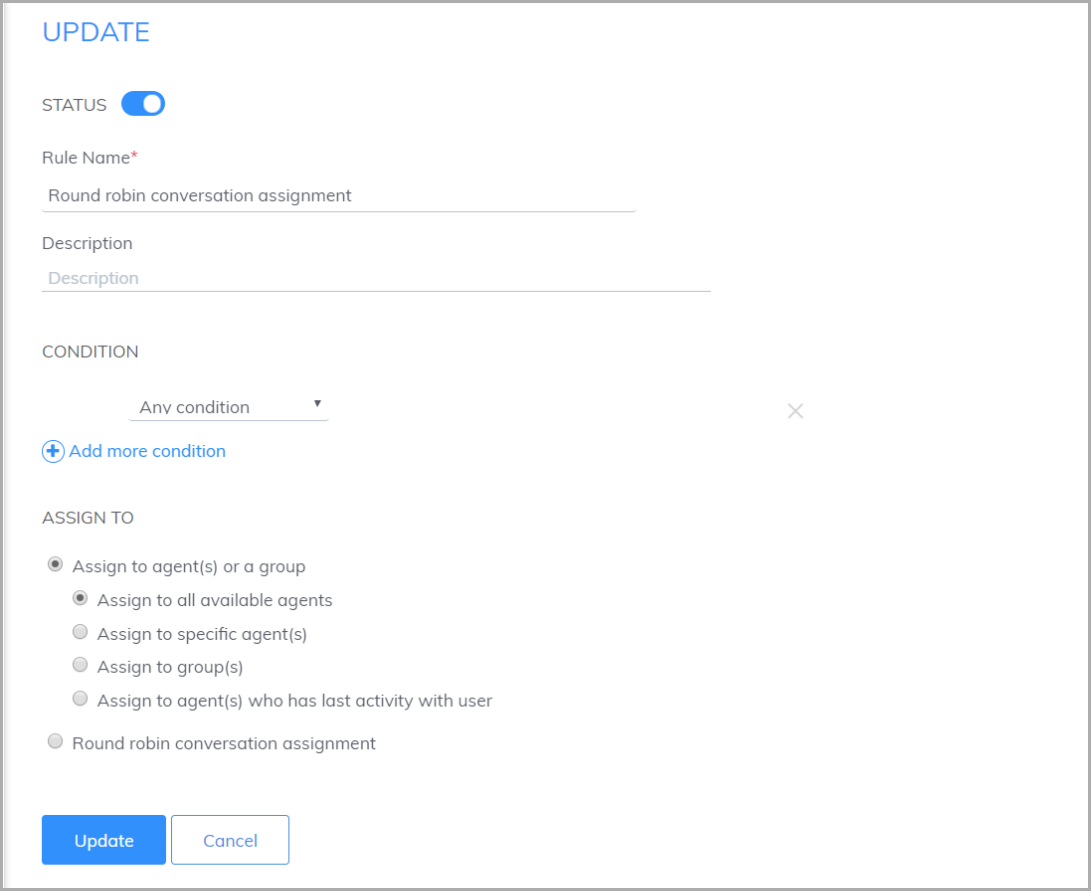 UPDATE
STATUS
Rule Name*
Round robin conversation assignment
Description
Description
CONDITION
Any condition
Add more condition
ASSIGN TO
Assign to agent(s) or a group
Assign to all available agents
Assign to specific agent(s)
Assign to group(s)
Assign to agent(s) who has last activity with user
Round robin conversation assignment
Update Cancel